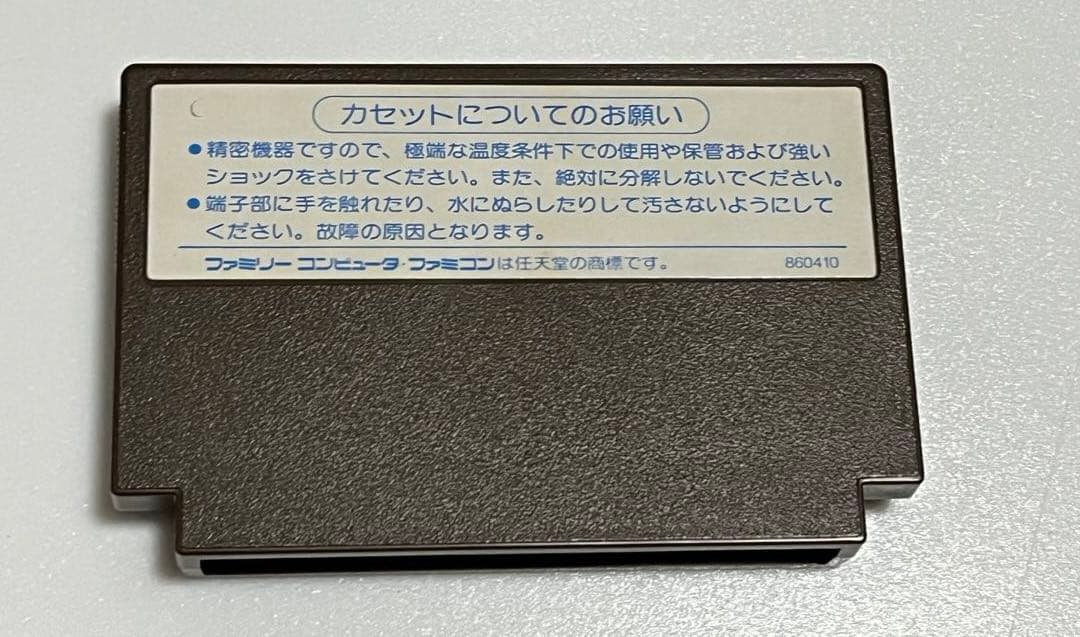 カセットについてのお願い
●精密機器ですので、極端な温度条件下での使用や保管および強い
ショックをさけてください。また、絶対に分解しないでください。
●端子部に手を触れたり、水にぬらしたりして汚さないようにして
ください。故障の原因となります。
ファミリーコンピュータ・ファミコンは任天堂の商標です。 860410